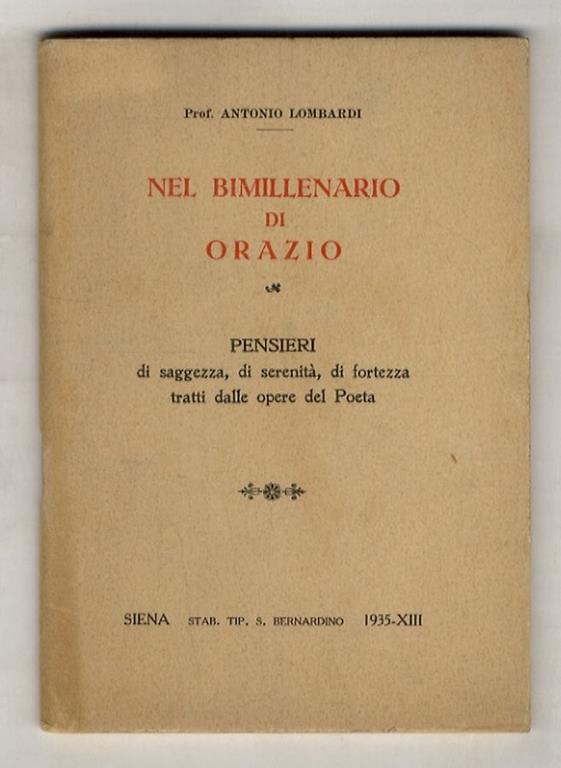 Prof. ANTONIO LOMBARDI
NEL BIMILLENARIO
DI
ORAZIO
PENSIERI
di saggezza, di serenità, di fortezza
tratti dalle opere del Poeta
SIENA STAB. TIP. S. BERNARDINO 1935-XIII